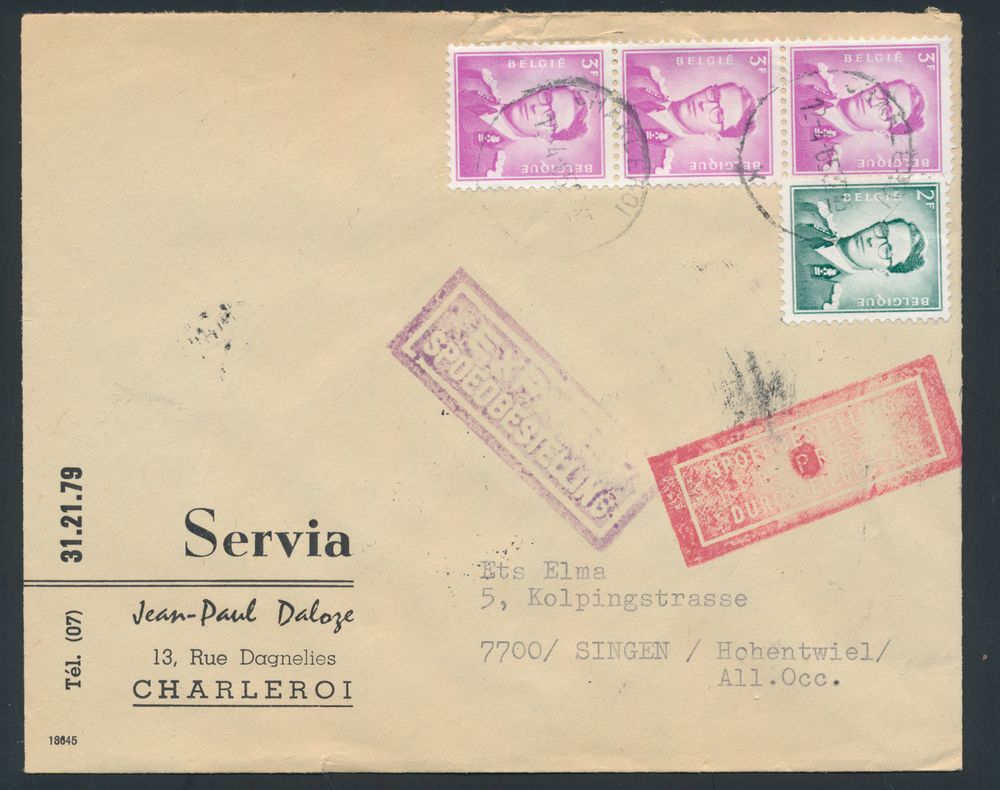 3F BELGIË BELGIQUE
3F BELGIË BELGIQUE
3F BELGIË BELGIQUE
2F BELGIË BELGIQUE
CHARLEROI
SPOEDBESTELLING
Servia
Jean-Paul Daloze
13, Rue Dagnelies
CHARLEROI
Tél. (07) 31.21.79
18645
Ets Elma
5, Kolpingstrasse
7700/ SINGEN / Hohentwiel/
All.Occ.